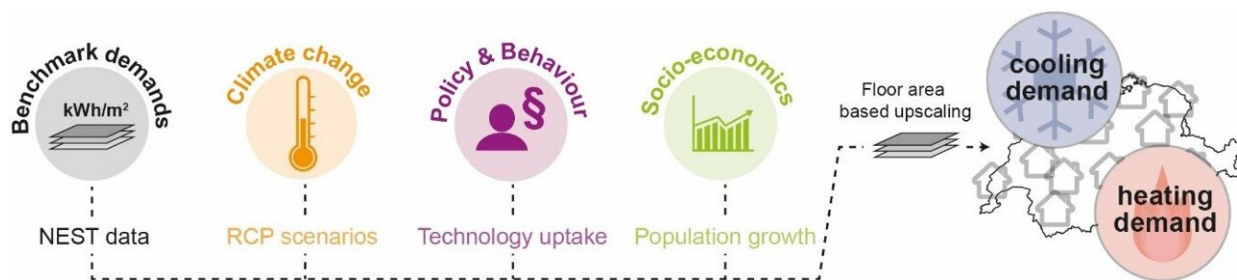 Benchmark demands
kWh/m²
NEST data
Climate change
RCP scenarios
Policy & Behaviour
§
Technology uptake
Socio-economics
Population growth
Floor area
based upscaling
cooling
demand
heating
demand